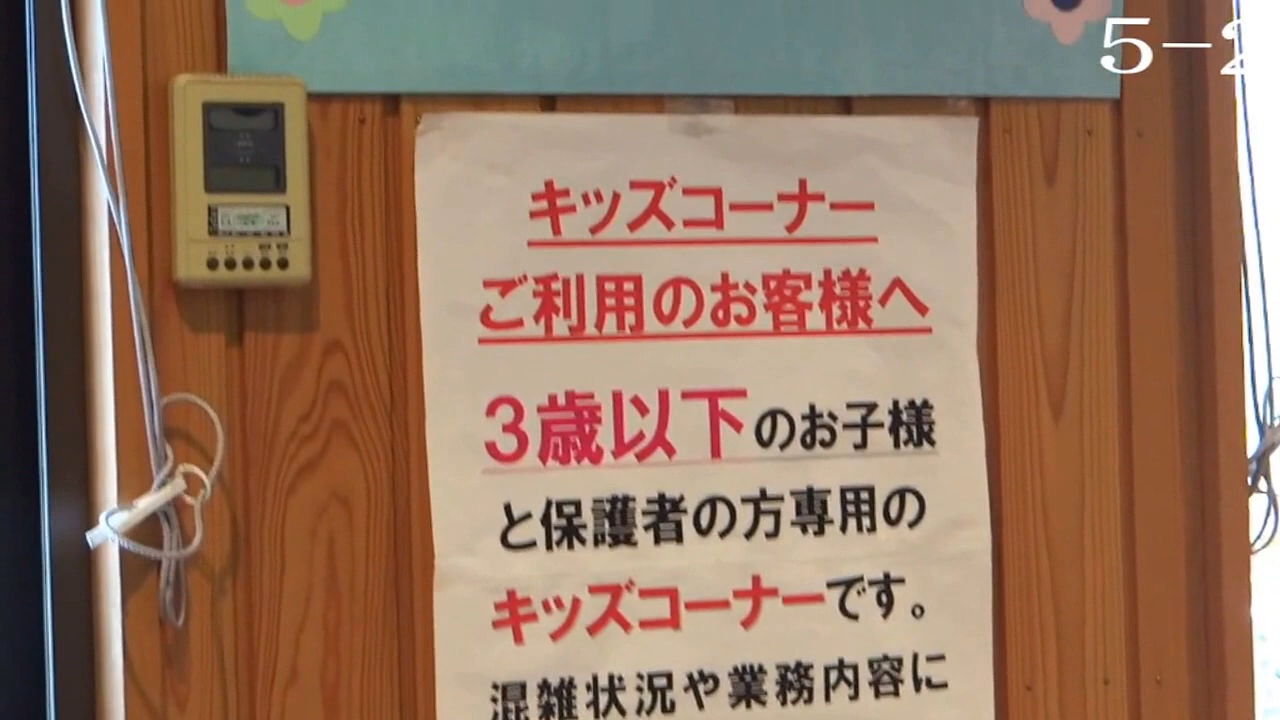 5-2
キッズコーナー
ご利用のお客様へ
3歳以下のお子様
と保護者の方専用の
キッズコーナーです。
混雑状況や業務内容に